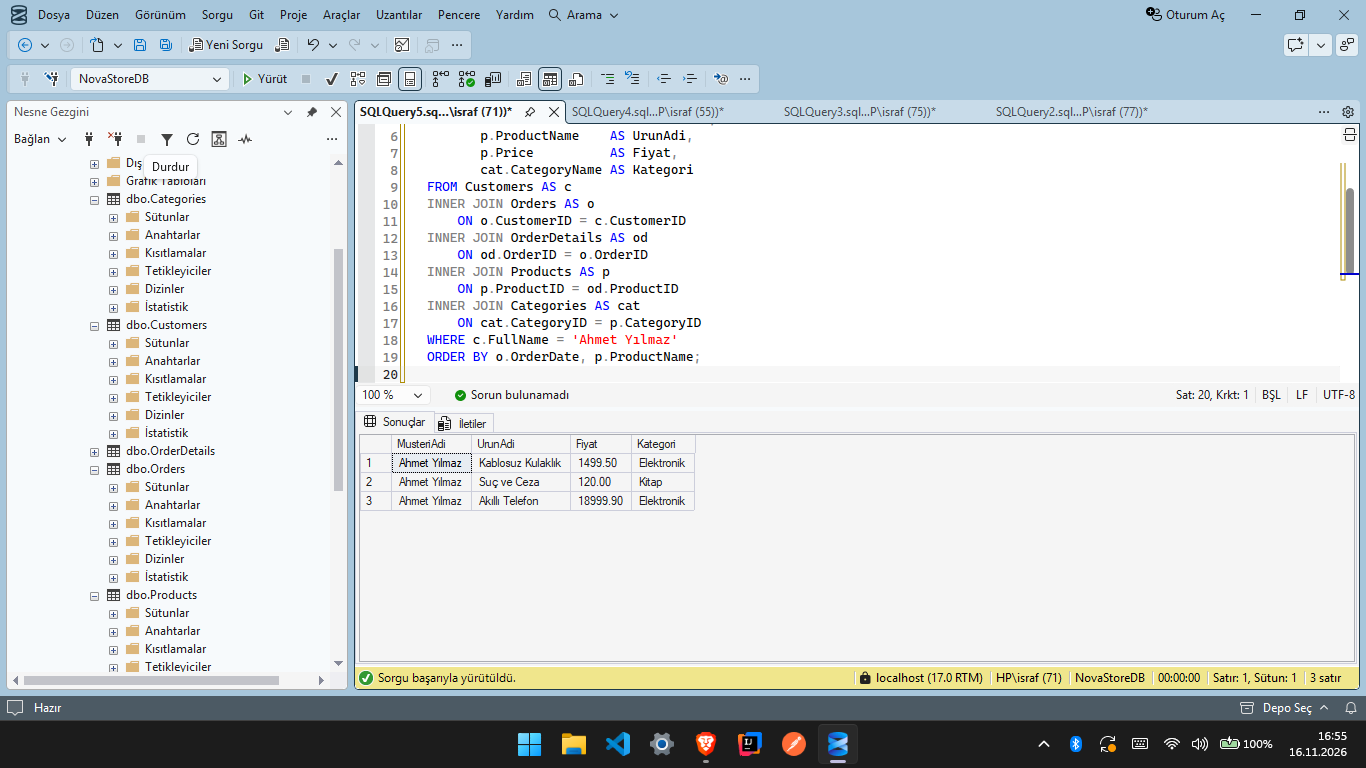 Dosya Düzen Görünüm Sorgu Git Proje Araçlar Uzantılar Pencere Yardım Arama Oturum Aç
Yeni Sorgu
NovaStoreDB Yürüt
Nesne Gezgini
Bağlan
Durdur
Dış
Grafik Tabloları
dbo.Categories
Sütunlar
Anahtarlar
Kısıtlamalar
Tetikleyiciler
Dizinler
İstatistik
dbo.Customers
Sütunlar
Anahtarlar
Kısıtlamalar
Tetikleyiciler
Dizinler
İstatistik
dbo.OrderDetails
dbo.Orders
Sütunlar
Anahtarlar
Kısıtlamalar
Tetikleyiciler
Dizinler
İstatistik
dbo.Products
Sütunlar
Anahtarlar
Kısıtlamalar
Tetikleyiciler
SQLQuery5.sq...\israf (71))* SQLQuery4.sql...P\israf (55))* SQLQuery3.sql...P\israf (75))* SQLQuery2.sql...P\israf (77))*
6 p.ProductName AS UrunAdi,
7 p.Price AS Fiyat,
8 cat.CategoryName AS Kategori
9 FROM Customers AS c
10 INNER JOIN Orders AS o
11 ON o.CustomerID = c.CustomerID
12 INNER JOIN OrderDetails AS od
13 ON od.OrderID = o.OrderID
14 INNER JOIN Products AS p
15 ON p.ProductID = od.ProductID
16 INNER JOIN Categories AS cat
17 ON cat.CategoryID = p.CategoryID
18 WHERE c.FullName = 'Ahmet Yılmaz'
19 ORDER BY o.OrderDate, p.ProductName;
20
100 % Sorun bulunamadı Sat: 20, Krkt: 1 BŞL LF UTF-8
Sonuçlar İletiler
MusteriAdi UrunAdi Fiyat Kategori
1 Ahmet Yılmaz Kablosuz Kulaklık 1499.50 Elektronik
2 Ahmet Yılmaz Suç ve Ceza 120.00 Kitap
3 Ahmet Yılmaz Akıllı Telefon 18999.90 Elektronik
Sorgu başarıyla yürütüldü. localhost (17.0 RTM) HP\israf (71) NovaStoreDB 00:00:00 Satır: 1, Sütun: 1 3 satır
Hazır Depo Seç
100% 16:55
16.11.2026